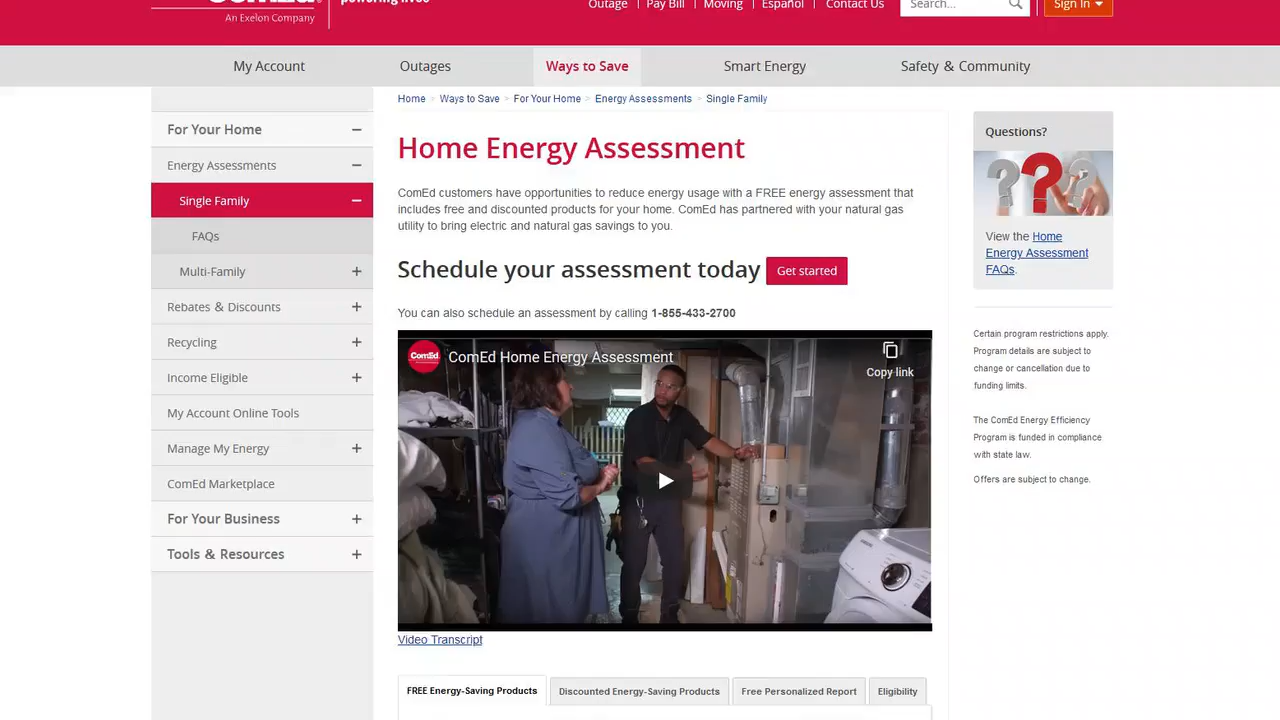 ComEd
powering lives
An Exelon Company
Outage
Pay Bill
Moving
Español
Contact Us
Search...
Sign In
My Account
Outages
Ways to Save
Smart Energy
Safety & Community
Home
Ways to Save
For Your Home
Energy Assessments
Single Family
For Your Home
Energy Assessments
Single Family
FAQs
Multi-Family
Rebates & Discounts
Recycling
Income Eligible
My Account Online Tools
Manage My Energy
ComEd Marketplace
For Your Business
Tools & Resources
Home Energy Assessment
ComEd customers have opportunities to reduce energy usage with a FREE energy assessment that
includes free and discounted products for your home. ComEd has partnered with your natural gas
utility to bring electric and natural gas savings to you.
Schedule your assessment today
Get started
You can also schedule an assessment by calling 1-855-433-2700
ComEd
ComEd Home Energy Assessment
Copy link
Video Transcript
FREE Energy-Saving Products
Discounted Energy-Saving Products
Free Personalized Report
Eligibility
Questions?
???
View the Home
Energy Assessment
FAQs.
Certain program restrictions apply.
Program details are subject to
change or cancellation due to
funding limits.
The ComEd Energy Efficiency
Program is funded in compliance
with state law.
Offers are subject to change.